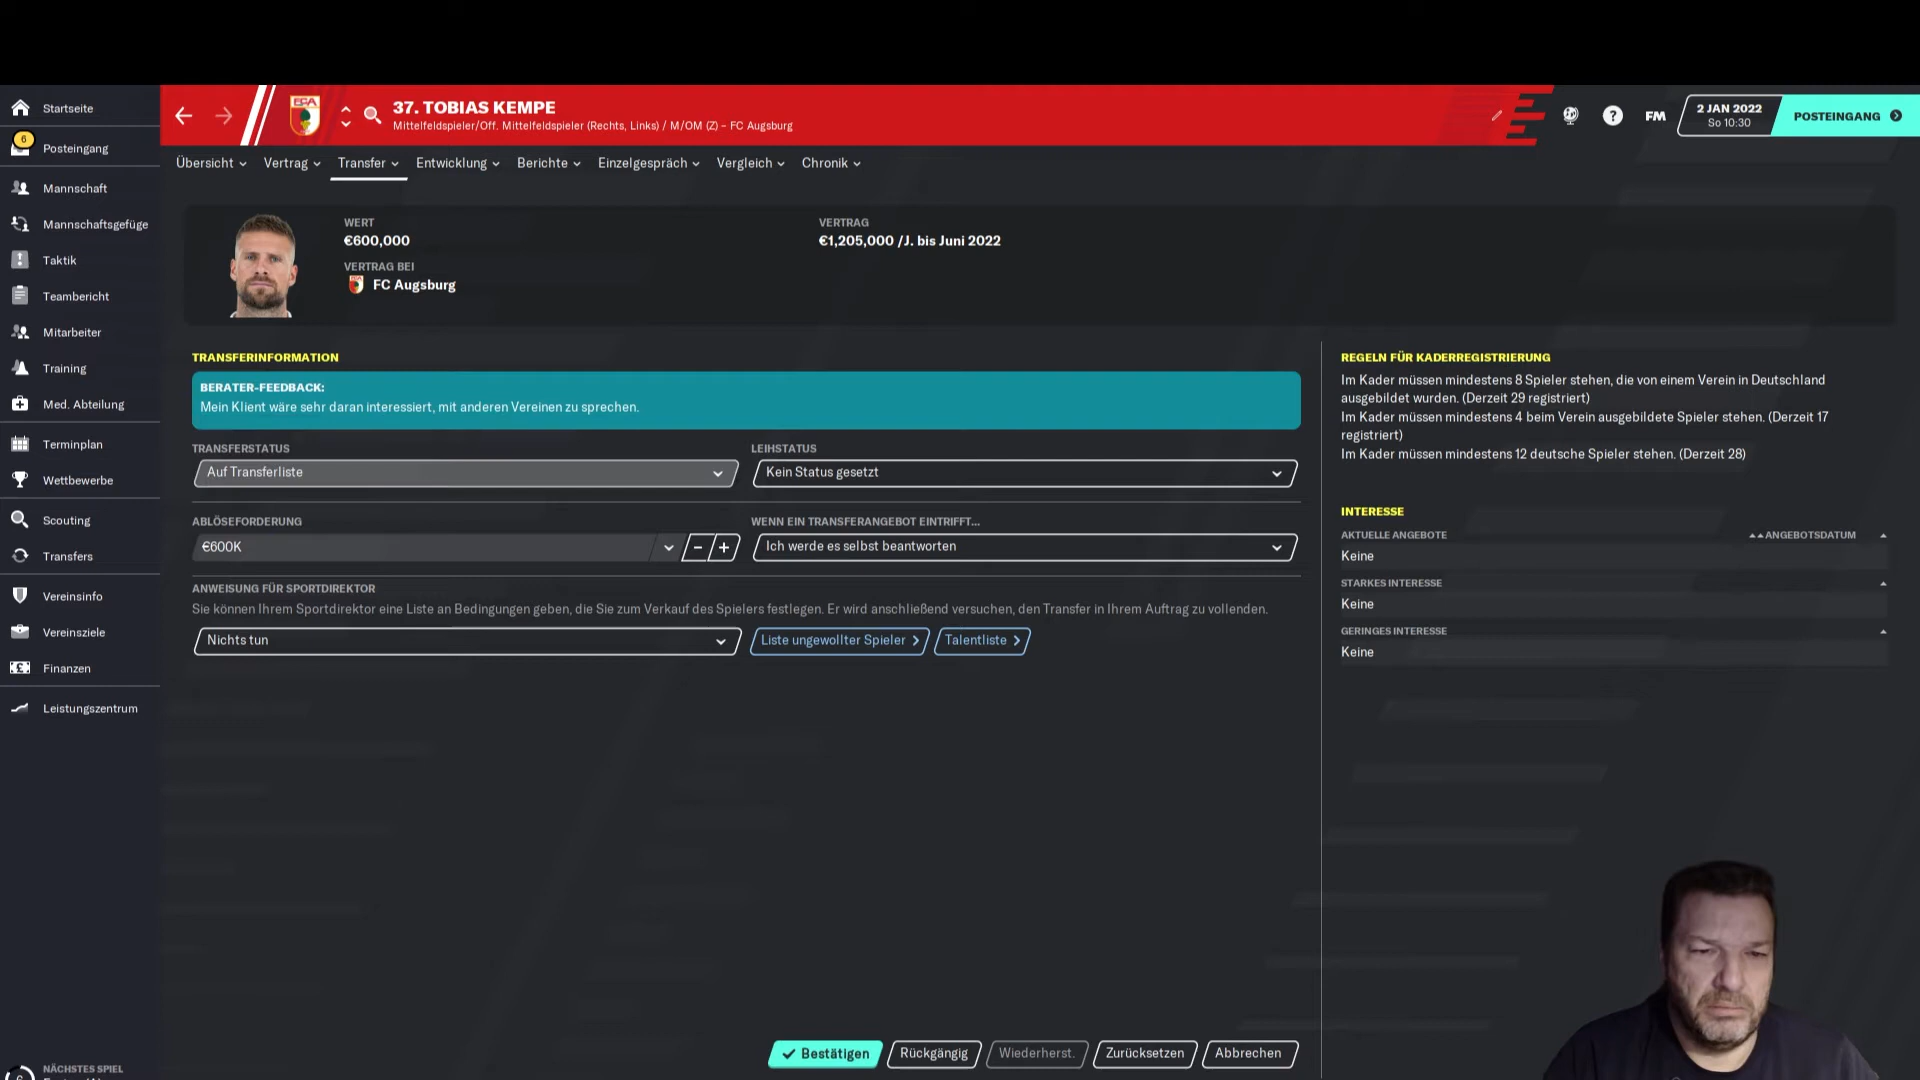 Startseite
6
Posteingang
Mannschaft
Mannschaftsgefüge
Taktik
Teambericht
Mitarbeiter
Training
Med. Abteilung
Terminplan
Wettbewerbe
Scouting
Transfers
Vereinsinfo
Vereinsziele
Finanzen
Leistungszentrum
NÄCHSTES SPIEL
FCA
37. TOBIAS KEMPE
Mittelfeldspieler/Off. Mittelfeldspieler (Rechts, Links) / M/OM (Z) – FC Augsburg
FM
2 JAN 2022
So 10:30
POSTEINGANG
Übersicht
Vertrag
Transfer
Entwicklung
Berichte
Einzelgespräch
Vergleich
Chronik
WERT
€600,000
VERTRAG BEI
FC Augsburg
VERTRAG
€1,205,000 /J. bis Juni 2022
TRANSFERINFORMATION
BERATER-FEEDBACK:
Mein Klient wäre sehr daran interessiert, mit anderen Vereinen zu sprechen.
TRANSFERSTATUS
Auf Transferliste
LEIHSTATUS
Kein Status gesetzt
ABLÖSEFORDERUNG
€600K
WENN EIN TRANSFERANGEBOT EINTRIFFT...
Ich werde es selbst beantworten
ANWEISUNG FÜR SPORTDIREKTOR
Sie können Ihrem Sportdirektor eine Liste an Bedingungen geben, die Sie zum Verkauf des Spielers festlegen. Er wird anschließend versuchen, den Transfer in Ihrem Auftrag zu vollenden.
Nichts tun
Liste ungewollter Spieler
Talentliste
REGELN FÜR KADERREGISTRIERUNG
Im Kader müssen mindestens 8 Spieler stehen, die von einem Verein in Deutschland
ausgebildet wurden. (Derzeit 29 registriert)
Im Kader müssen mindestens 4 beim Verein ausgebildete Spieler stehen. (Derzeit 17
registriert)
Im Kader müssen mindestens 12 deutsche Spieler stehen. (Derzeit 28)
INTERESSE
AKTUELLE ANGEBOTE
ANGEBOTSDATUM
Keine
STARKES INTERESSE
Keine
GERINGES INTERESSE
Keine
Bestätigen
Rückgängig
Wiederherst.
Zurücksetzen
Abbrechen